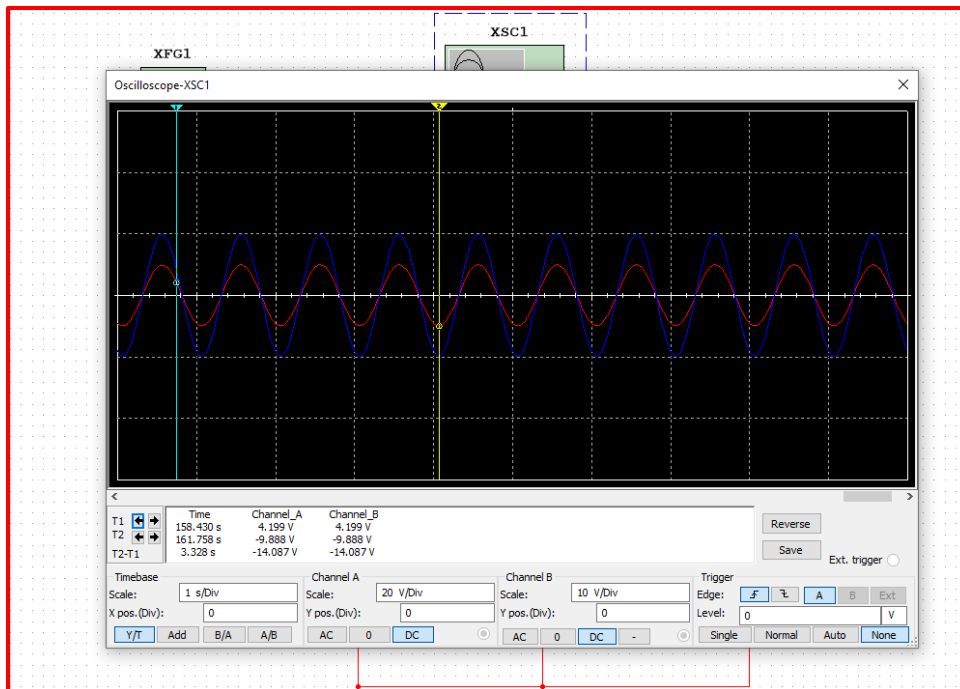 XSC1
XFG1
Oscilloscope-XSC1
1
2
Time Channel_A Channel_B
T1 158.430 s 4.199 V 4.199 V
T2 161.758 s -9.888 V -9.888 V
T2-T1 3.328 s -14.087 V -14.087 V
Reverse
Save
Ext. trigger
Timebase
Scale: 1 s/Div
X pos.(Div): 0
Y/T Add B/A A/B
Channel A
Scale: 20 V/Div
Y pos.(Div): 0
AC 0 DC
Channel B
Scale: 10 V/Div
Y pos.(Div): 0
AC 0 DC -
Trigger
Edge: A B Ext
Level: 0 V
Single Normal Auto None